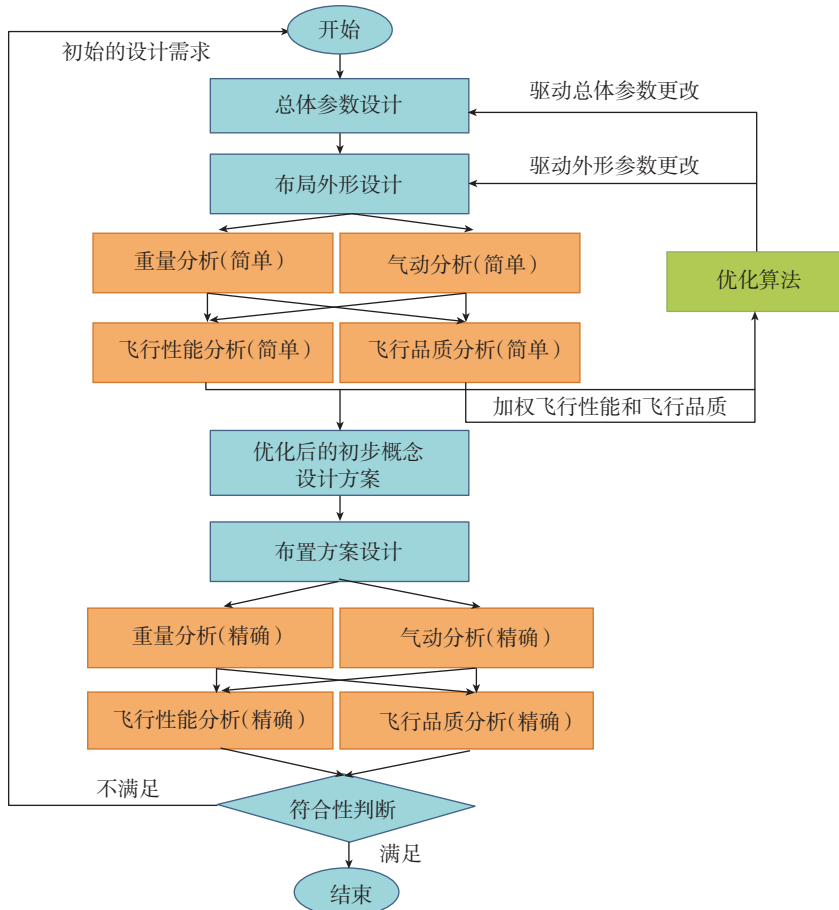 开始
初始的设计需求
总体参数设计
驱动总体参数更改
布局外形设计
驱动外形参数更改
重量分析(简单)
气动分析(简单)
优化算法
飞行性能分析(简单)
飞行品质分析(简单)
加权飞行性能和飞行品质
优化后的初步概念
设计方案
布置方案设计
重量分析(精确)
气动分析(精确)
飞行性能分析(精确)
飞行品质分析(精确)
不满足
符合性判断
满足
结束